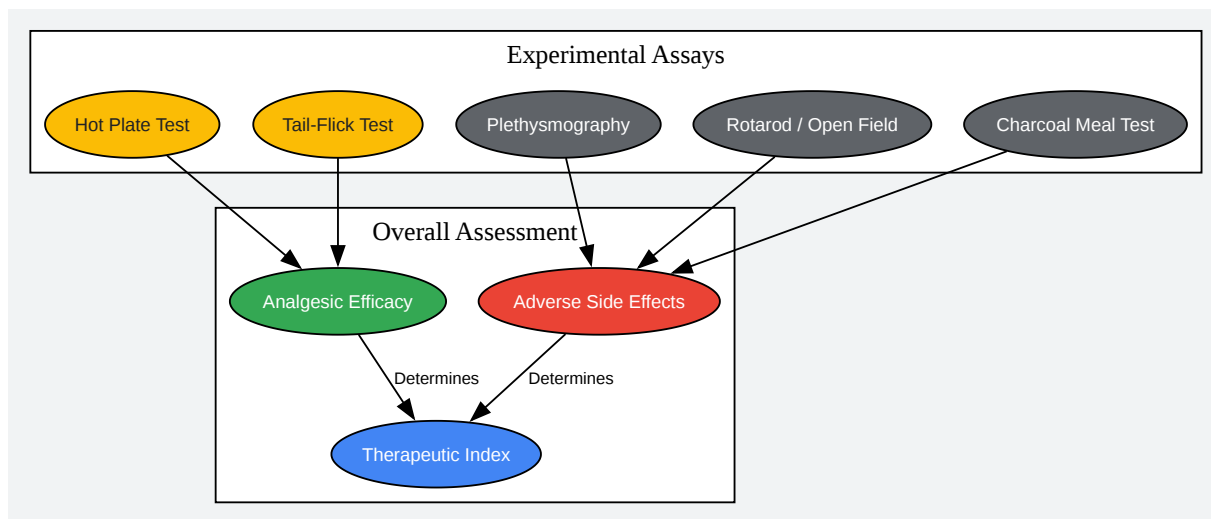 Experimental Assays
Hot Plate Test
Tail-Flick Test
Plethysmography
Rotarod / Open Field
Charcoal Meal Test
Overall Assessment
Analgesic Efficacy
Adverse Side Effects
Determines
Determines
Therapeutic Index